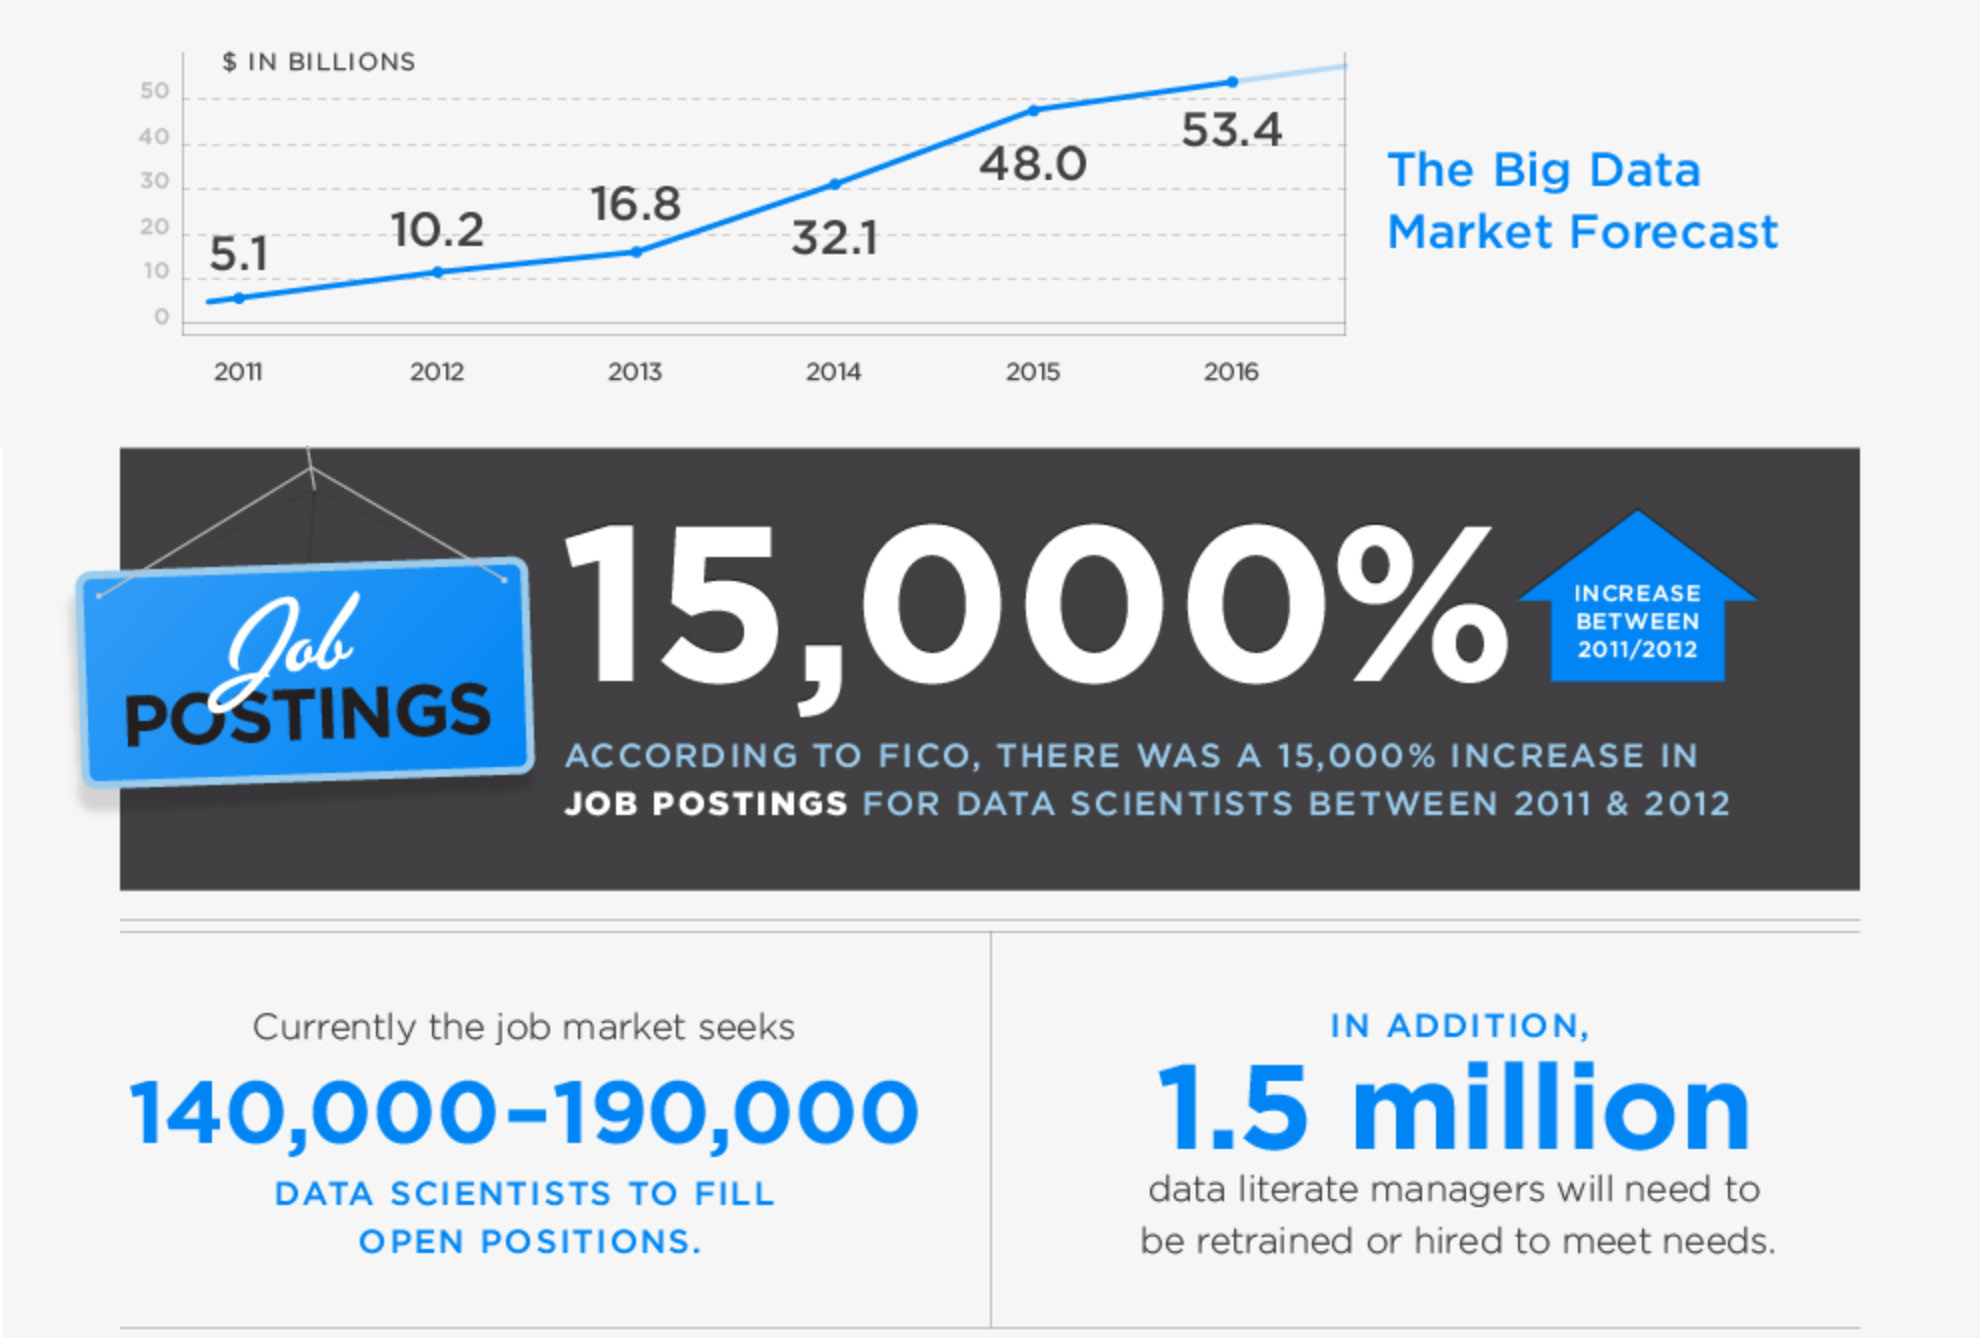 $ IN BILLIONS
50
40
30
20
10
0
5.1
10.2
16.8
32.1
48.0
53.4
2011
2012
2013
2014
2015
2016
The Big Data
Market Forecast
Job
POSTINGS
15,000%
INCREASE
BETWEEN
2011/2012
ACCORDING TO FICO, THERE WAS A 15,000% INCREASE IN
JOB POSTINGS FOR DATA SCIENTISTS BETWEEN 2011 & 2012
Currently the job market seeks
140,000–190,000
DATA SCIENTISTS TO FILL
OPEN POSITIONS.
IN ADDITION,
1.5 million
data literate managers will need to
be retrained or hired to meet needs.